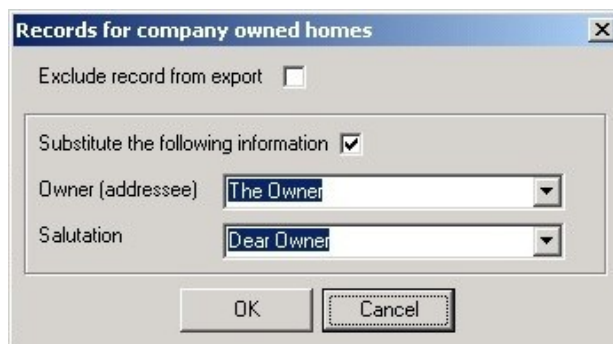 Records for company owned homes
Exclude record from export
Substitute the following information
Owner (addressee) The Owner
Salutation Dear Owner
OK Cancel